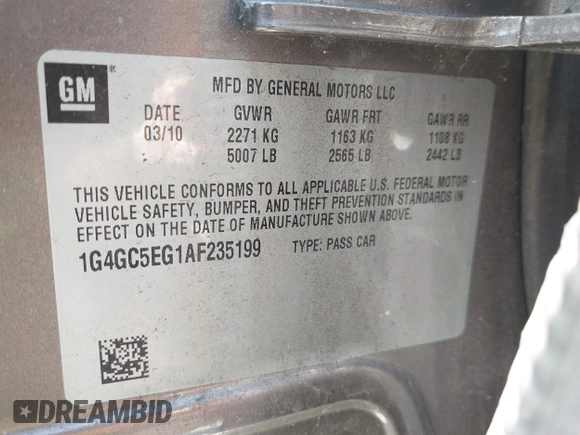 GM ®
MFD BY GENERAL MOTORS LLC
DATE GVWR GAWR FRT GAWR RR
03/10 2271 KG 1163 KG 1108 KG
5007 LB 2565 LB 2442 LB
THIS VEHICLE CONFORMS TO ALL APPLICABLE U.S. FEDERAL MOTOR
VEHICLE SAFETY, BUMPER, AND THEFT PREVENTION STANDARDS IN
EFFECT ON THE DATE OF MANUFACTURE SHOWN ABOVE.
1G4GC5EG1AF235199 TYPE: PASS CAR
DREAMBID